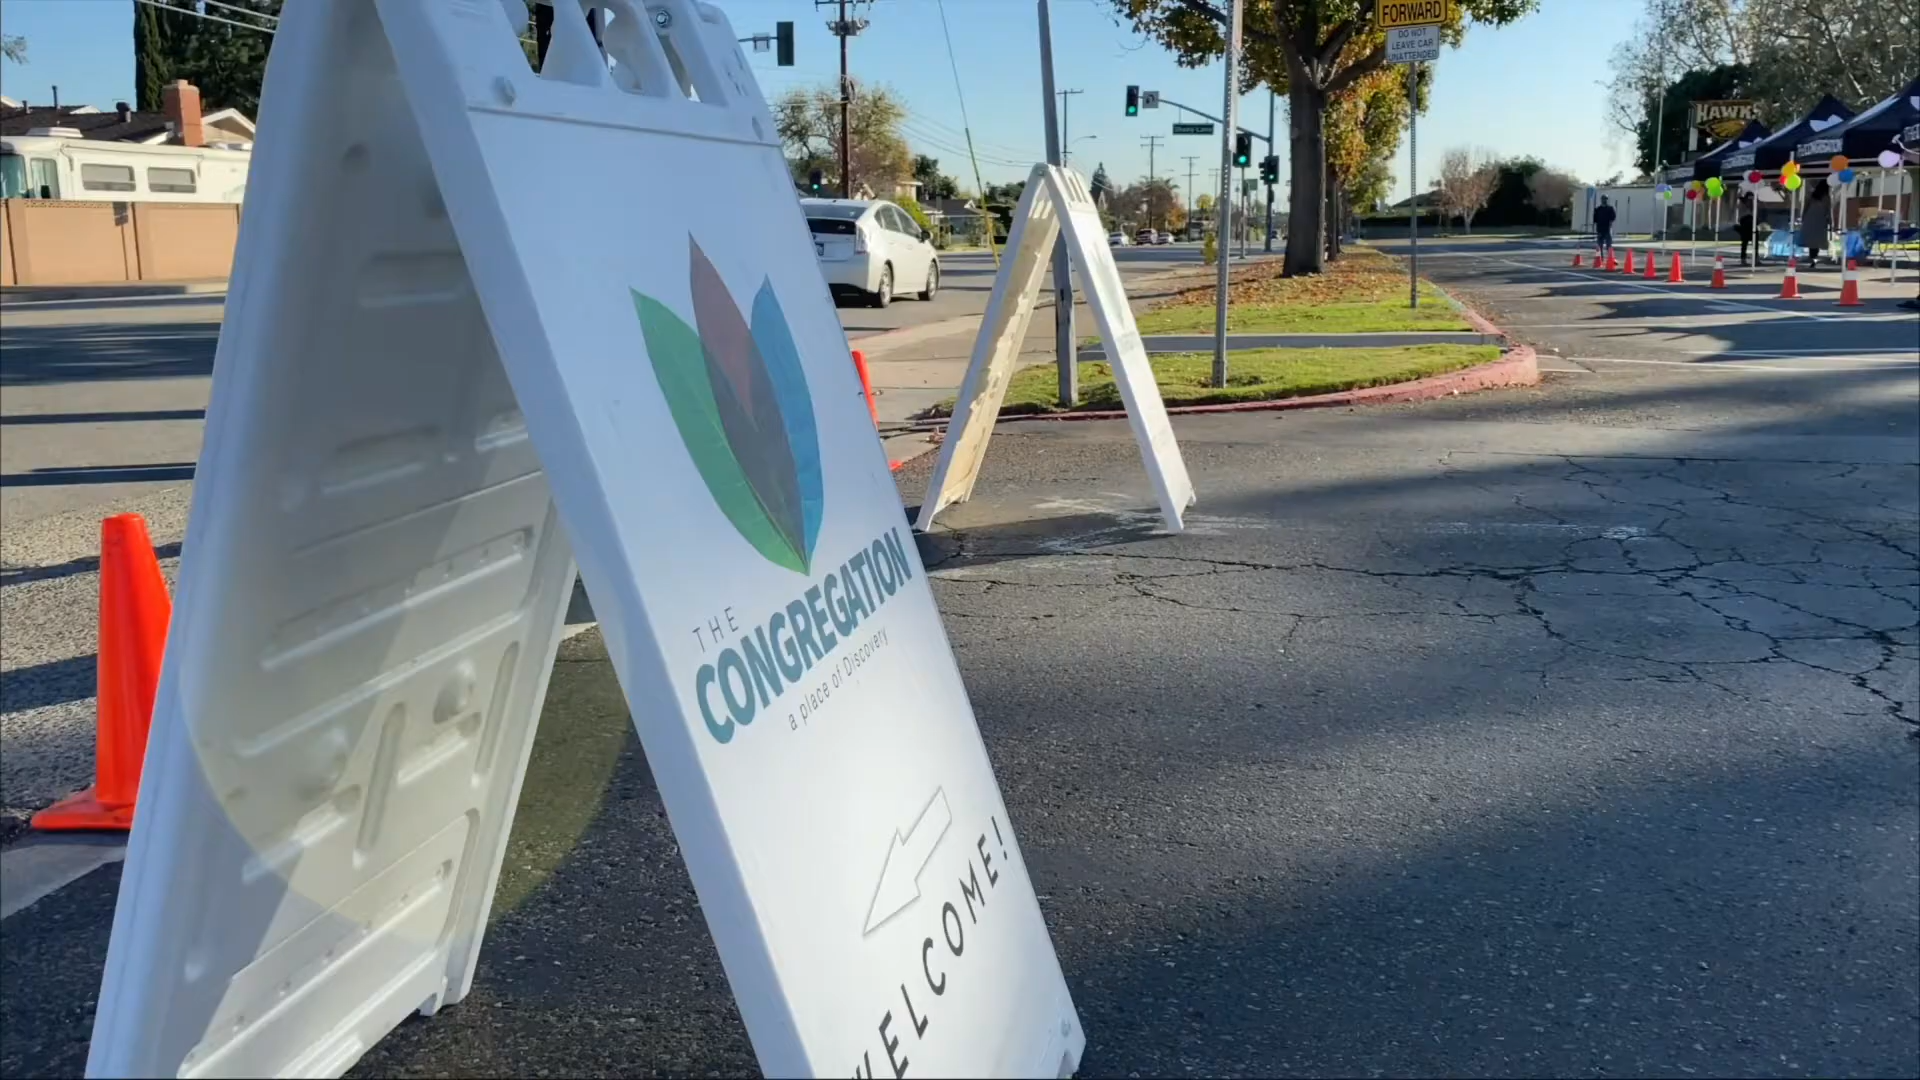 THE
CONGREGATION
a place of Discovery
WELCOME!
FORWARD
DO NOT
LEAVE CAR
UNATTENDED
HAWKS